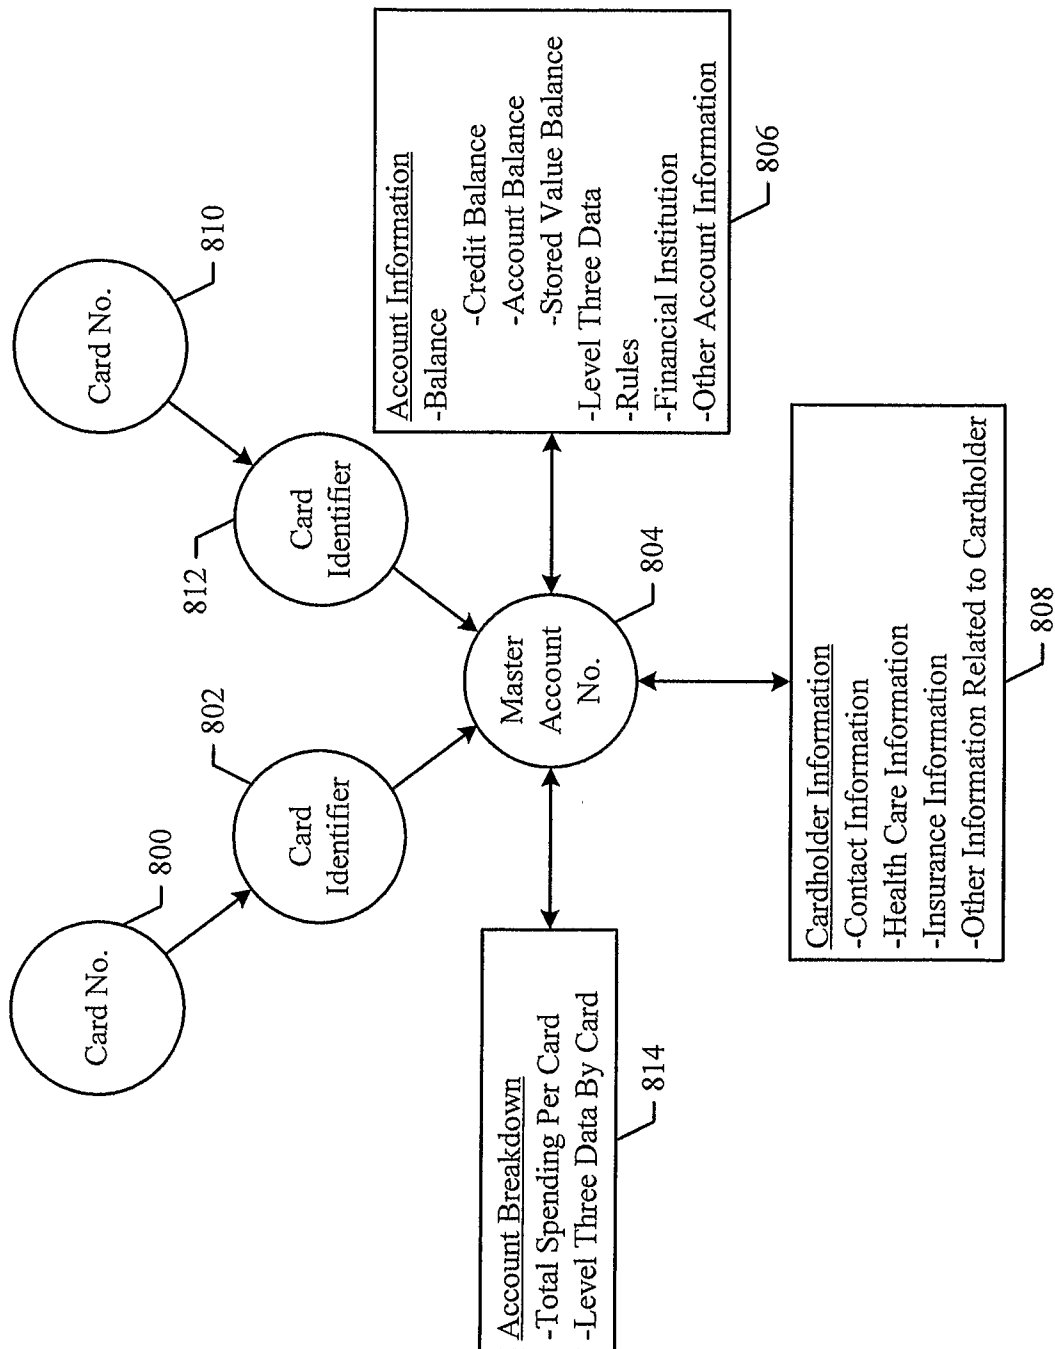 Card No.
800
Card
Identifier
802
Card No.
810
Card
Identifier
812
Master
Account
No.
804
Account Breakdown
-Total Spending Per Card
-Level Three Data By Card
814
Account Information
-Balance
-Credit Balance
-Account Balance
-Stored Value Balance
-Level Three Data
-Rules
-Financial Institution
-Other Account Information
806
Cardholder Information
-Contact Information
-Health Care Information
-Insurance Information
-Other Information Related to Cardholder
808